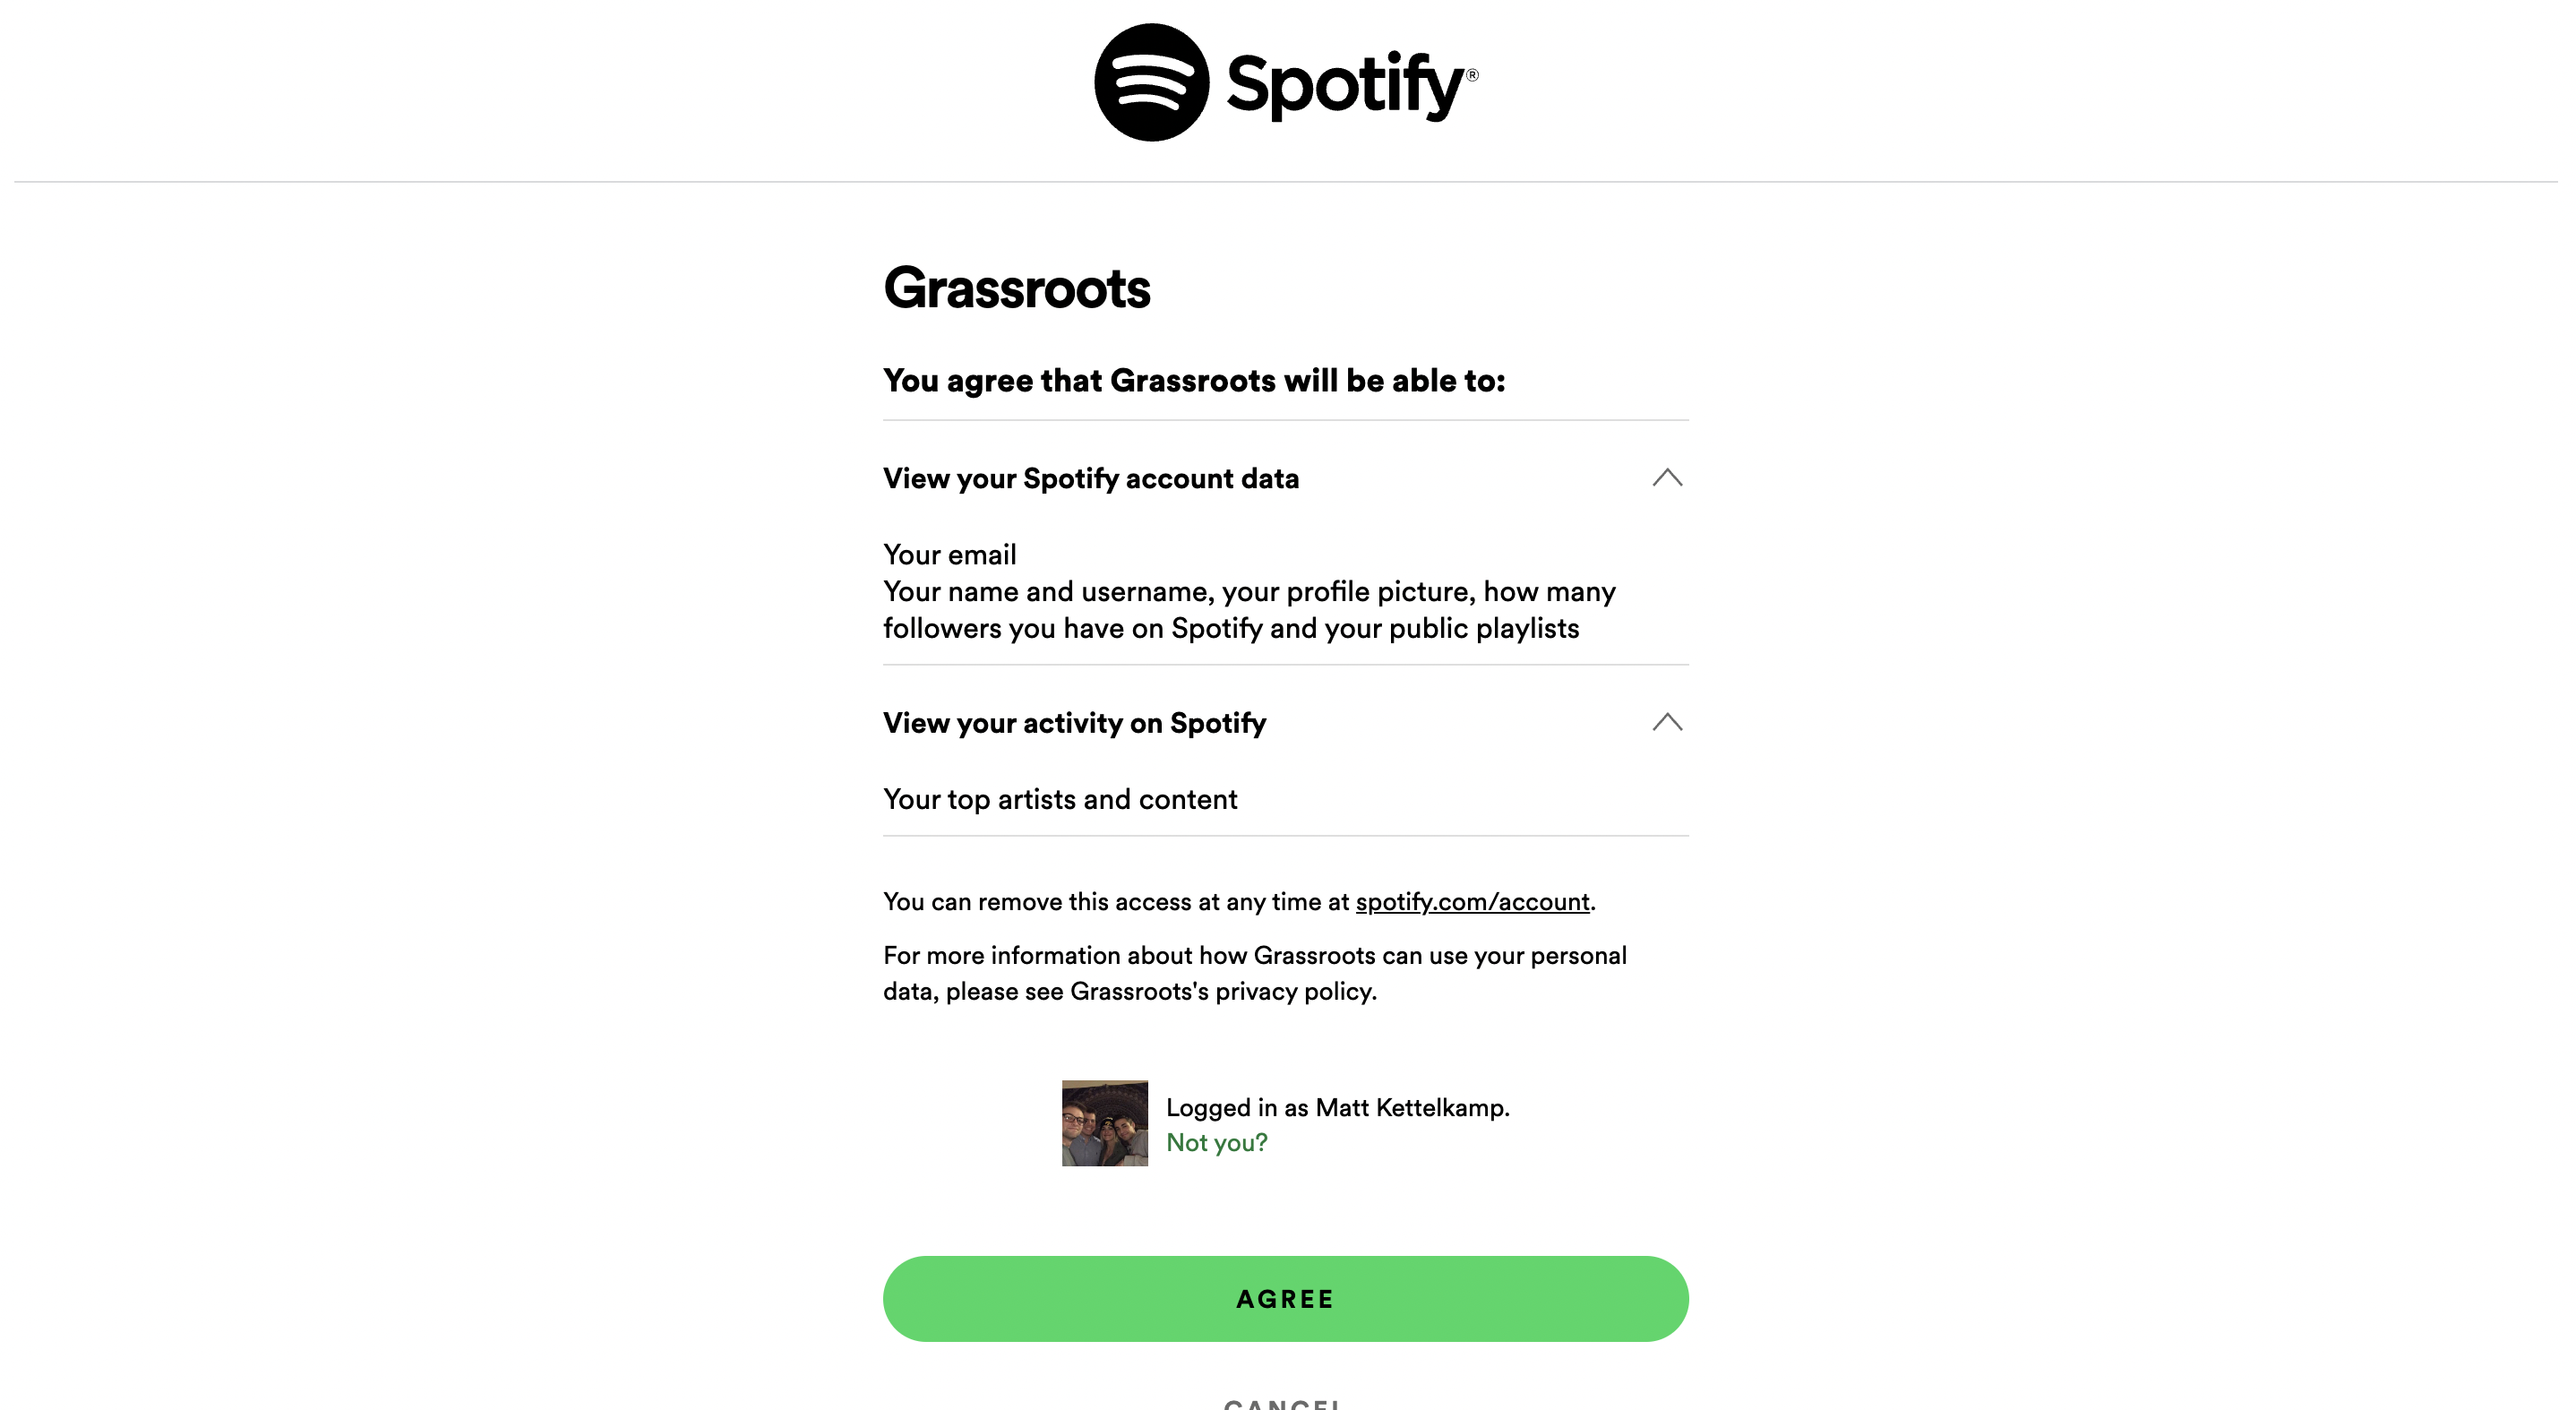 Spotify®
Grassroots
You agree that Grassroots will be able to:
View your Spotify account data
Your email
Your name and username, your profile picture, how many
followers you have on Spotify and your public playlists
View your activity on Spotify
Your top artists and content
You can remove this access at any time at spotify.com/account.
For more information about how Grassroots can use your personal
data, please see Grassroots's privacy policy.
Logged in as Matt Kettelkamp.
Not you?
AGREE
CANCEL